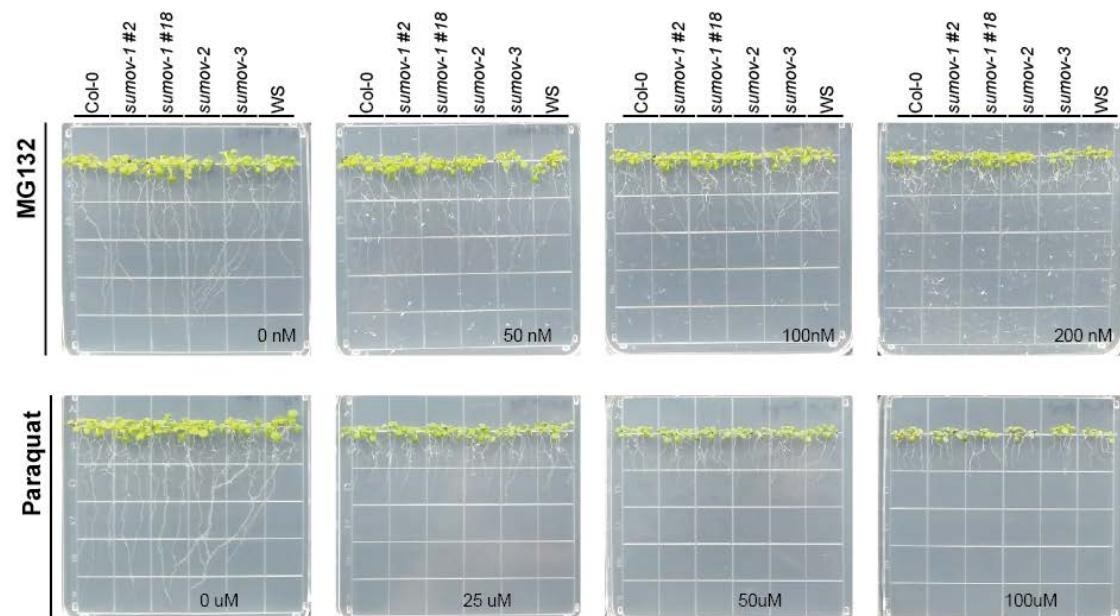 Col-0 sumov-1 #2 sumov-1 #18 sumov-2 sumov-3 WS
Col-0 sumov-1 #2 sumov-1 #18 sumov-2 sumov-3 WS
Col-0 sumov-1 #2 sumov-1 #18 sumov-2 sumov-3 WS
Col-0 sumov-1 #2 sumov-1 #18 sumov-2 sumov-3 WS
MG132
0 nM
50 nM
100nM
200 nM
Paraquat
0 uM
25 uM
50uM
100uM